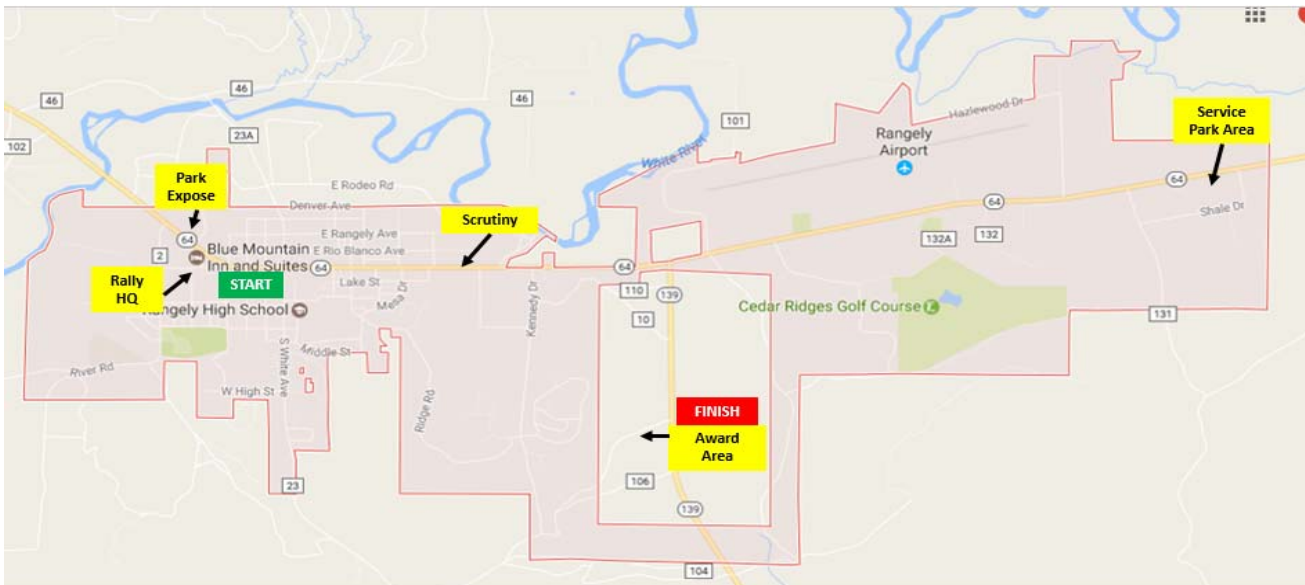 46
46
46
23A
102
101
White River
Hazlewood Dr
Rangely
Airport
Service
Park Area
Park
Expose
E Rodeo Rd
Denver Ave
64
64
Scrutiny
Shale Dr
64
2
Blue Mountain
Inn and Suites
E Rangely Ave
E Rio Blanco Ave
64
64
132A
132
Rally
HQ
START
Lake St
Mesa Dr
Kennedy Dr
110
139
10
Cedar Ridges Golf Course
131
Rangely High School
Middle St
S White Ave
River Rd
W High St
Ridge Rd
FINISH
Award
Area
23
106
139
104